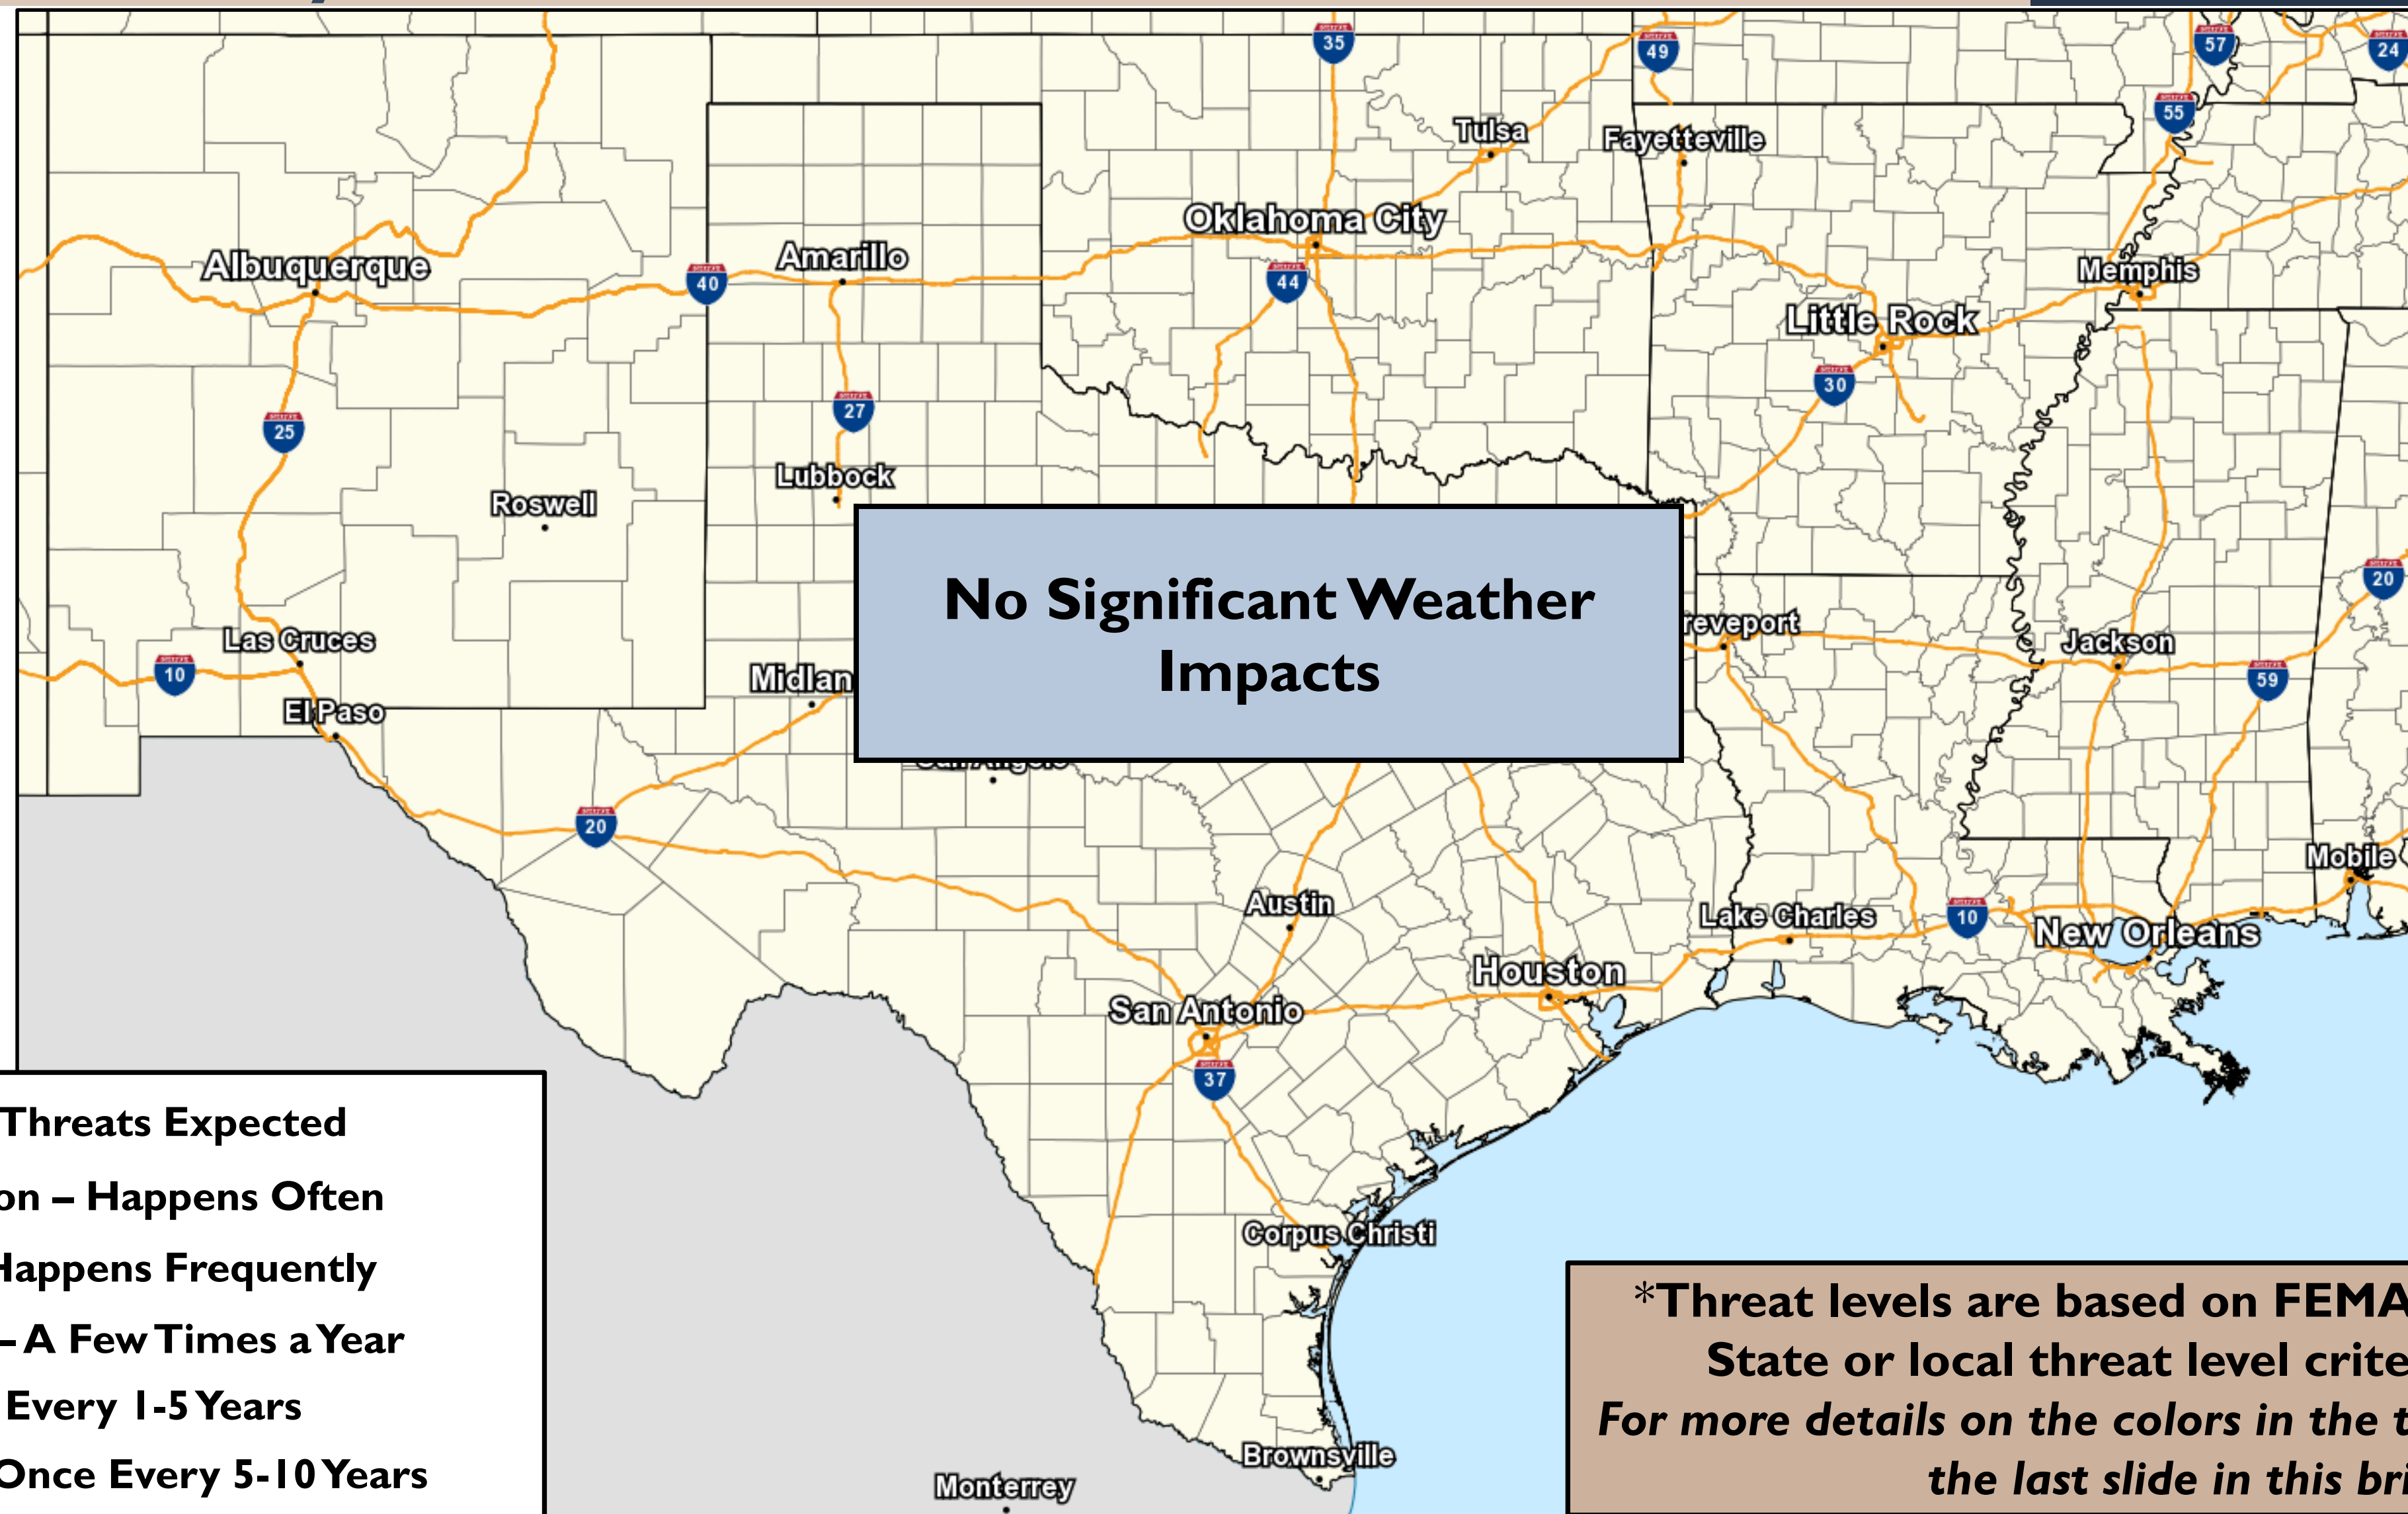 35
49
57
24
55
Tulsa
Fayetteville
Oklahoma City
Albuquerque
Amarillo
40
44
Memphis
Little Rock
30
27
25
Lubbock
Roswell
No Significant Weather
Impacts
20
Las Cruces
reveport
Jackson
10
Midlan
59
El Paso
San Angelo
20
Mobile
Austin
Lake Charles
10
New Orleans
Houston
San Antonio
37
Threats Expected
on – Happens Often
Happens Frequently
– A Few Times a Year
Every 1-5 Years
Once Every 5-10 Years
Corpus Christi
Brownsville
Monterrey
*Threat levels are based on FEMA
State or local threat level crite
For more details on the colors in the t
the last slide in this bri